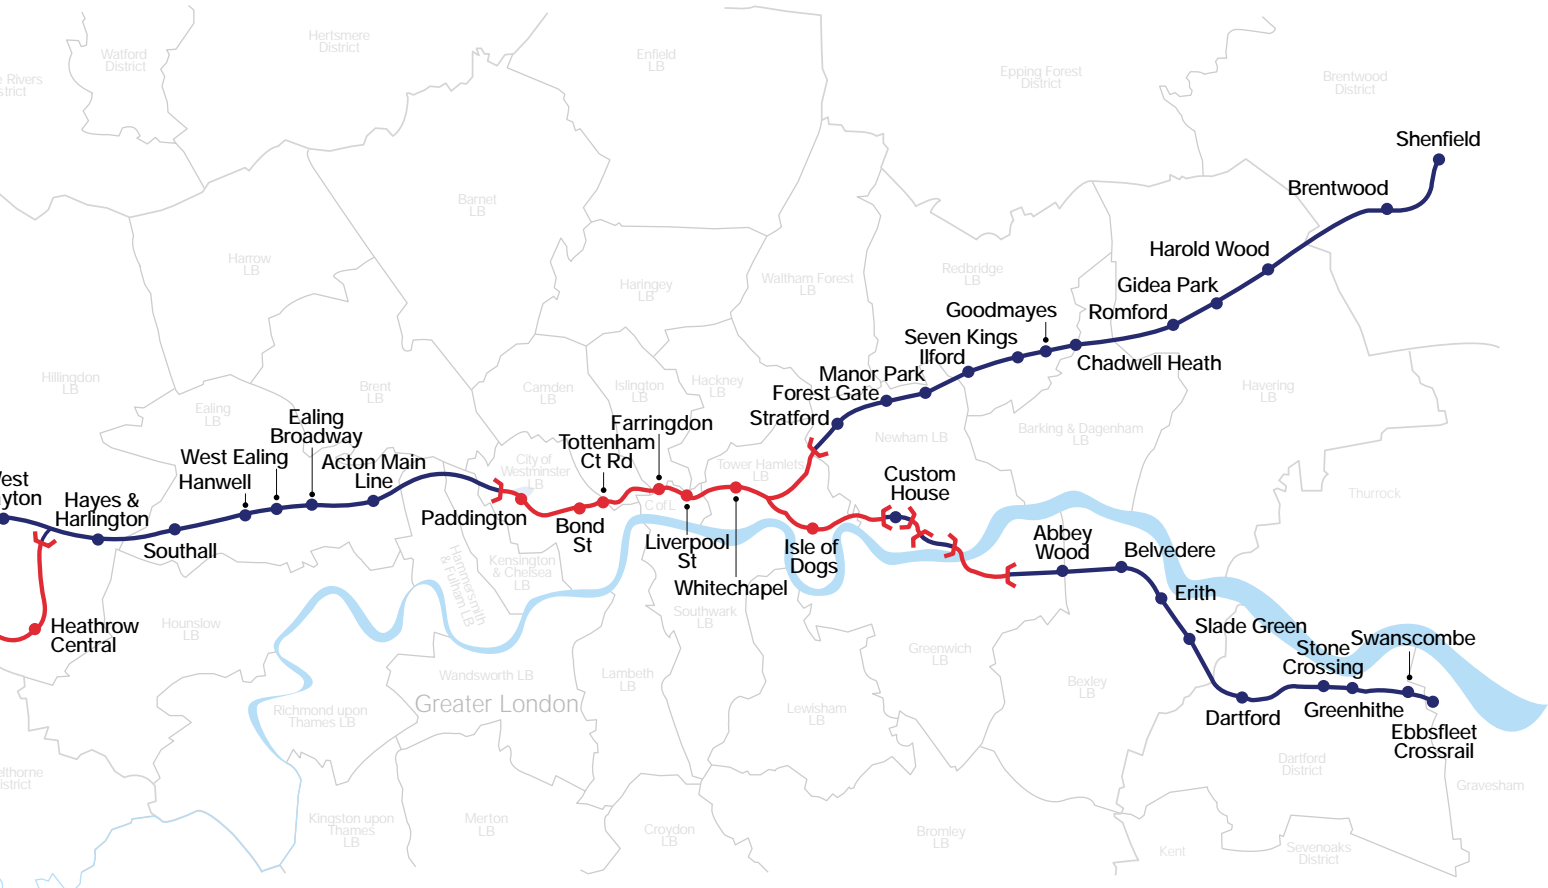 Hertsmere
District
Watford
District
Enfield
LB
Epping Forest
District
Brentwood
District
Rivers
strict
Shenfield
Brentwood
Barnet
LB
Harrow
LB
Haringey
LB
Waltham Forest
LB
Redbridge
LB
Harold Wood
Gidea Park
Romford
Goodmayes
Seven Kings
Ilford
Chadwell Heath
Manor Park
Forest Gate
Stratford
Hillingdon
LB
Ealing
LB
Brent
LB
Camden
LB
Islington
LB
Hackney
LB
Havering
LB
Newham LB
Barking & Dagenham
LB
Ealing
Broadway
West Ealing
Hanwell
Acton Main
Line
Farringdon
Tottenham
Ct Rd
City of
Westminster
LB
Tower Hamlets
LB
C of L
Custom
House
Thurrock
West
yton
Hayes &
Harlington
Southall
Paddington
Bond
St
Liverpool
St
Whitechapel
Isle of
Dogs
Abbey
Wood
Belvedere
Erith
Slade Green
Stone
Crossing
Swanscombe
Hammersmith
& Fulham LB
Kensington
& Chelsea
LB
Southwark
LB
Heathrow
Central
Hounslow
LB
Greenwich
LB
Wandsworth LB
Lambeth
LB
Bexley
LB
Greater London
Richmond upon
Thames LB
Lewisham
LB
Dartford
Greenhithe
Ebbsfleet
Crossrail
elthorne
istrict
Dartford
District
Gravesham
Kingston upon
Thames
LB
Merton
LB
Croydon
LB
Bromley
LB
Kent
Sevenoaks
District